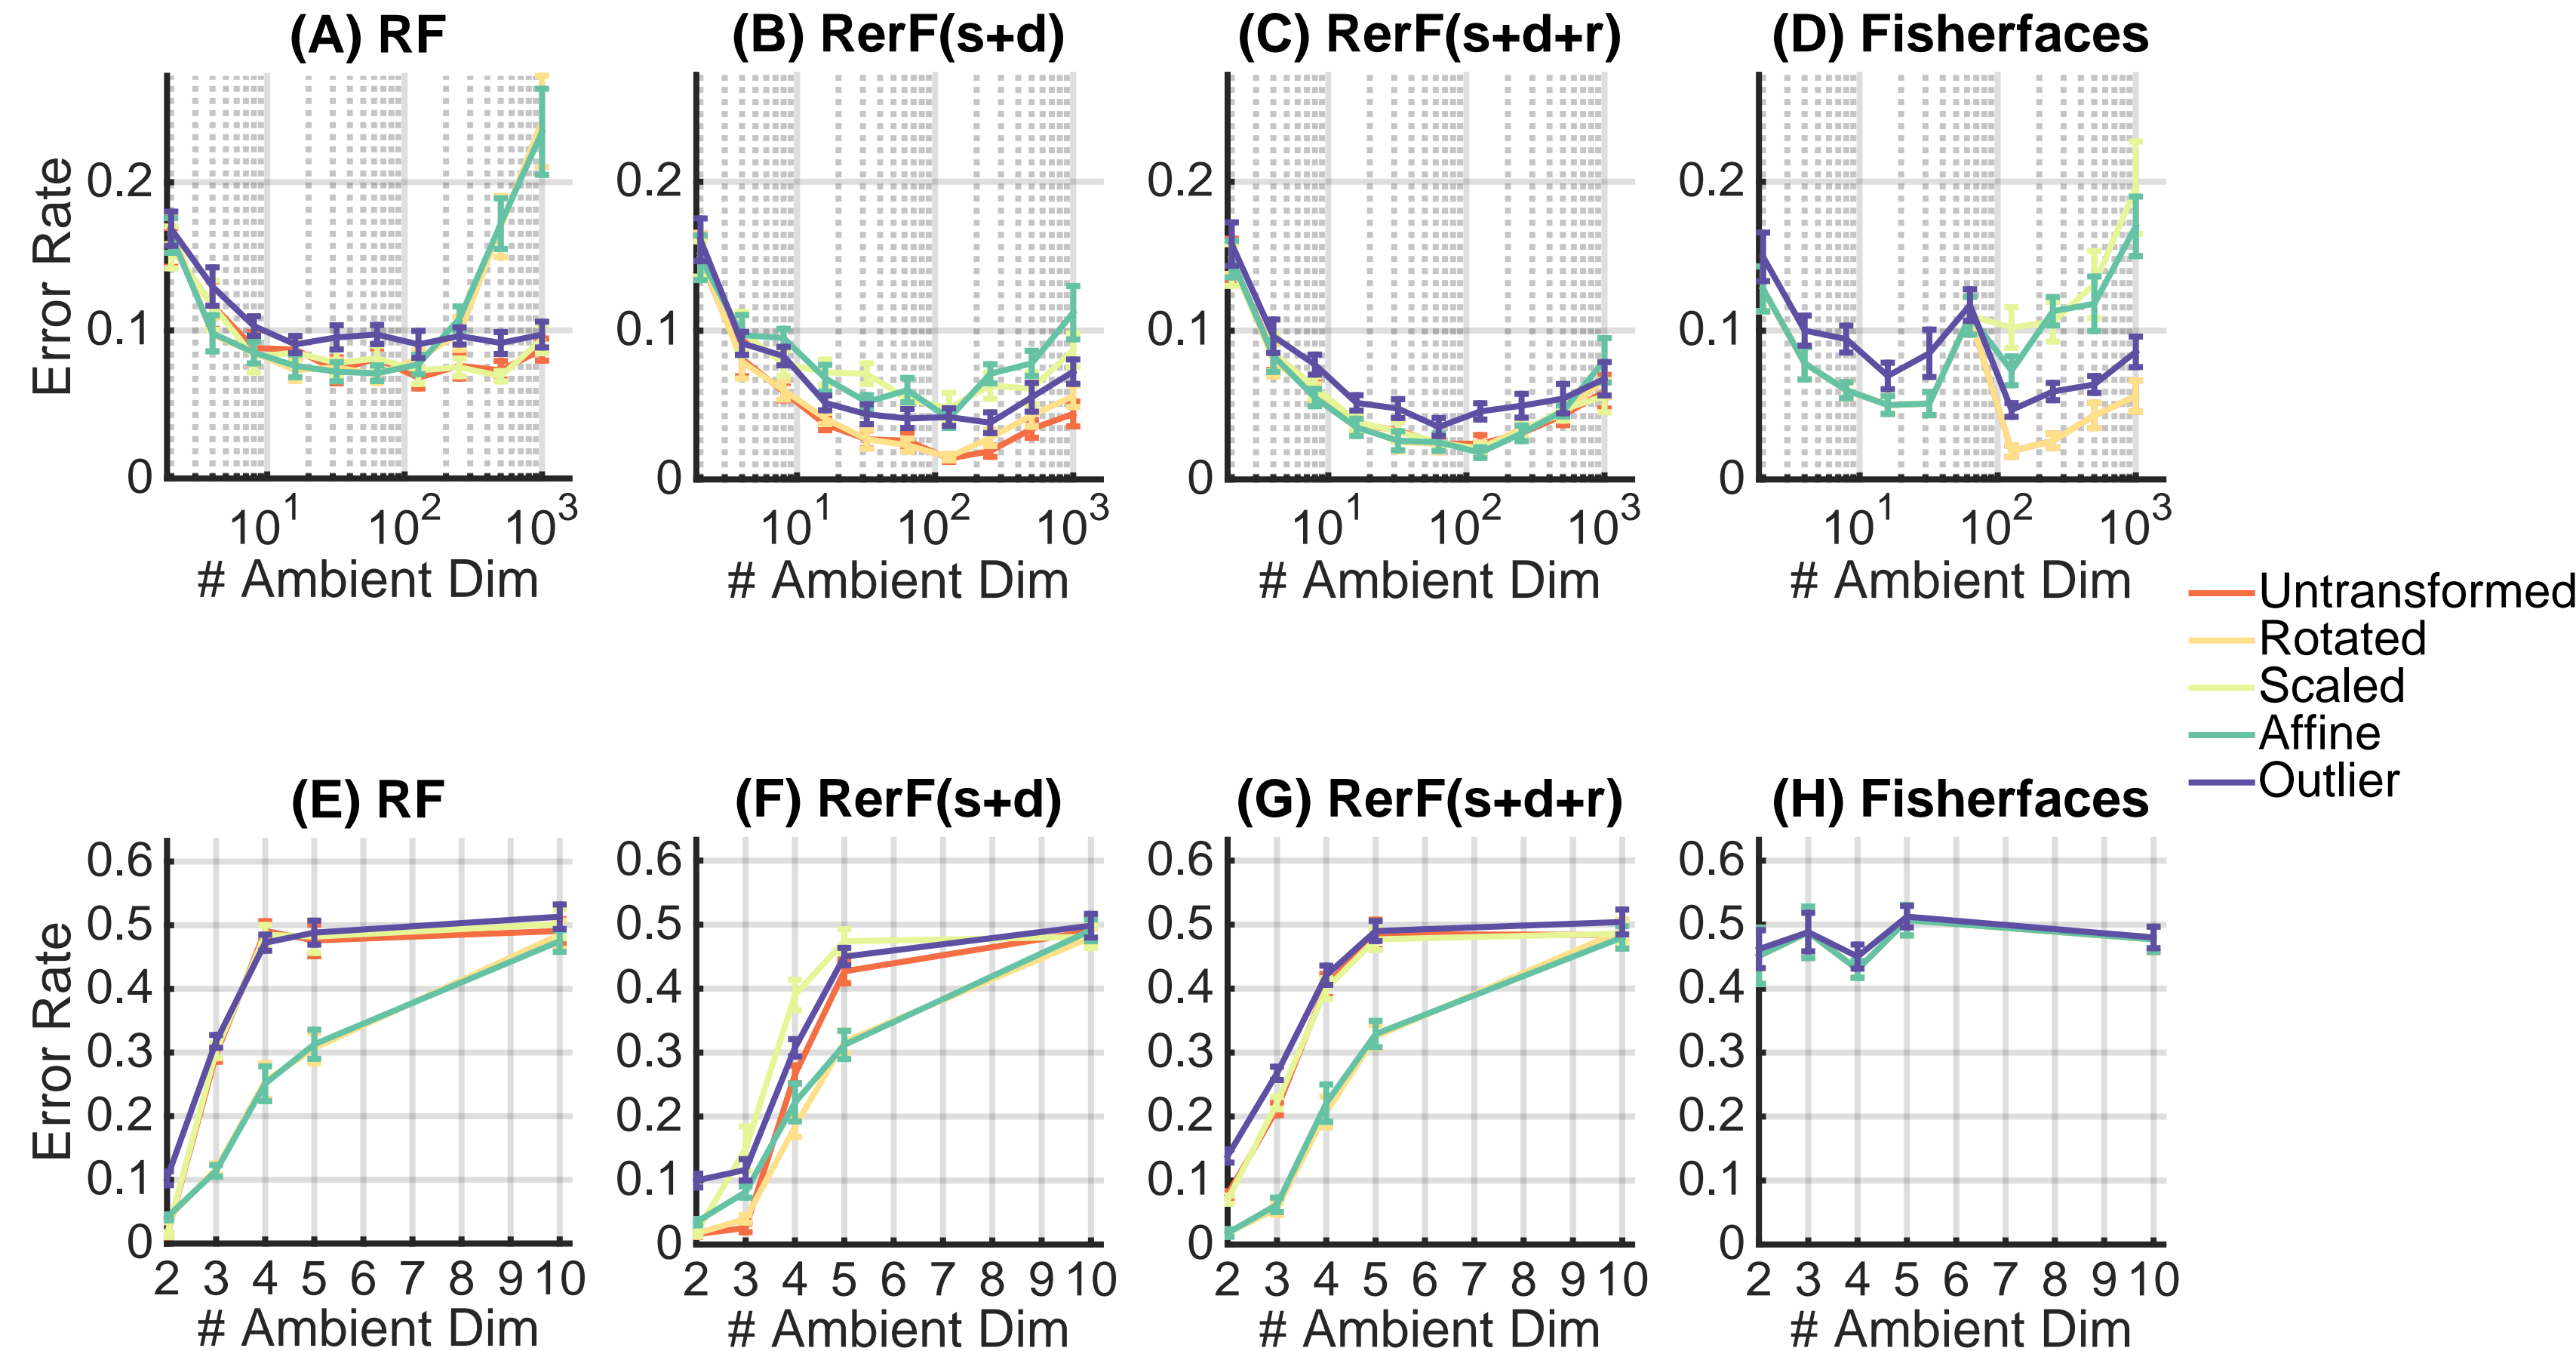 (A) RF
(B) RerF(s+d)
(C) RerF(s+d+r)
(D) Fisherfaces
Error Rate
0.2
0.1
0
10^1 10^2 10^3
# Ambient Dim
0.2
0.1
0
10^1 10^2 10^3
# Ambient Dim
0.2
0.1
0
10^1 10^2 10^3
# Ambient Dim
0.2
0.1
0
10^1 10^2 10^3
# Ambient Dim
Untransformed
Rotated
Scaled
Affine
Outlier
(E) RF
(F) RerF(s+d)
(G) RerF(s+d+r)
(H) Fisherfaces
Error Rate
0.6
0.5
0.4
0.3
0.2
0.1
0
2 3 4 5 6 7 8 9 10
# Ambient Dim
0.6
0.5
0.4
0.3
0.2
0.1
0
2 3 4 5 6 7 8 9 10
# Ambient Dim
0.6
0.5
0.4
0.3
0.2
0.1
0
2 3 4 5 6 7 8 9 10
# Ambient Dim
0.6
0.5
0.4
0.3
0.2
0.1
0
2 3 4 5 6 7 8 9 10
# Ambient Dim